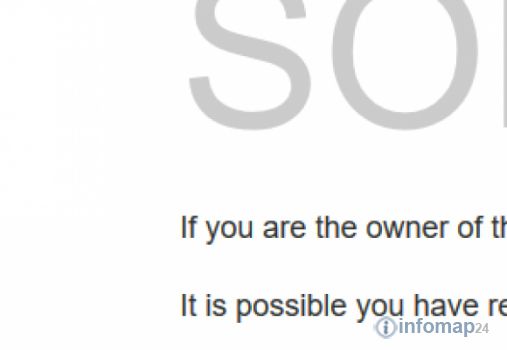 SO
If you are the owner of th
It is possible you have re
infomap24